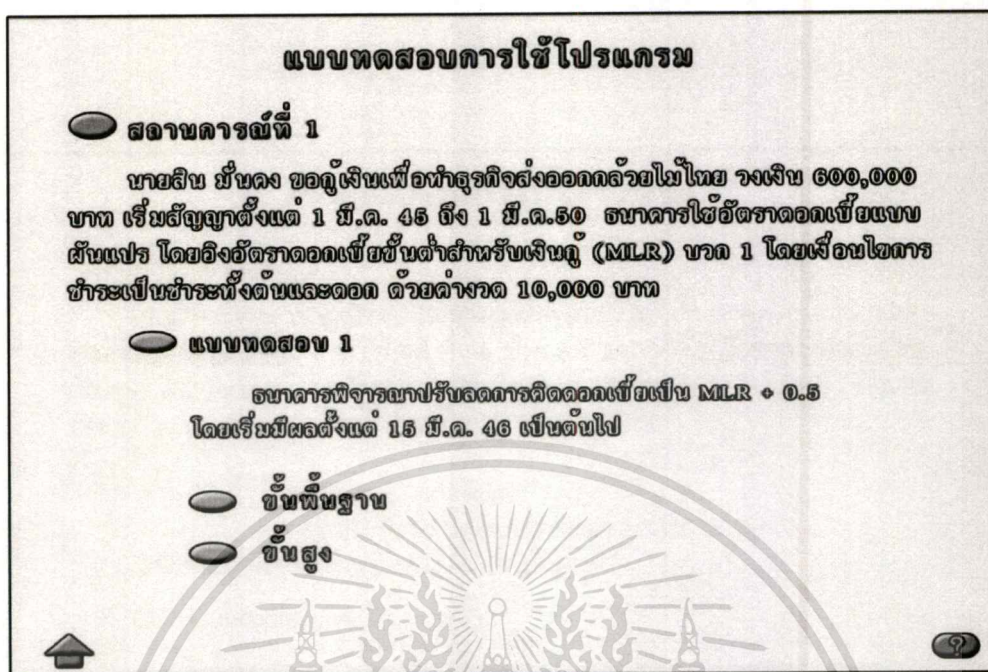 แบบทดสอบการใช้โปรแกรม
สถานการณ์ที่ 1
นายสิน มั่นคง ขอกู้เงินเพื่อทำธุรกิจส่งออกกล้วยไม้ไทย วงเงิน 600,000
บาท เริ่มสัญญาตั้งแต่ 1 มี.ค. 45 ถึง 1 มี.ค.50 ธนาคารใช้อัตราดอกเบี้ยแบบ
ผันแปร โดยอิงอัตราดอกเบี้ยขั้นต่ำสำหรับเงินกู้ (MLR) บวก 1 โดยเงื่อนไขการ
ชำระเป็นชำระทั้งต้นและดอก ด้วยค่างวด 10,000 บาท
แบบทดสอบ 1
ธนาคารพิจารณาปรับลดการคิดดอกเบี้ยเป็น MLR + 0.5
โดยเริ่มมีผลตั้งแต่ 15 มี.ค. 46 เป็นต้นไป
ขั้นพื้นฐาน
ขั้นสูง
?